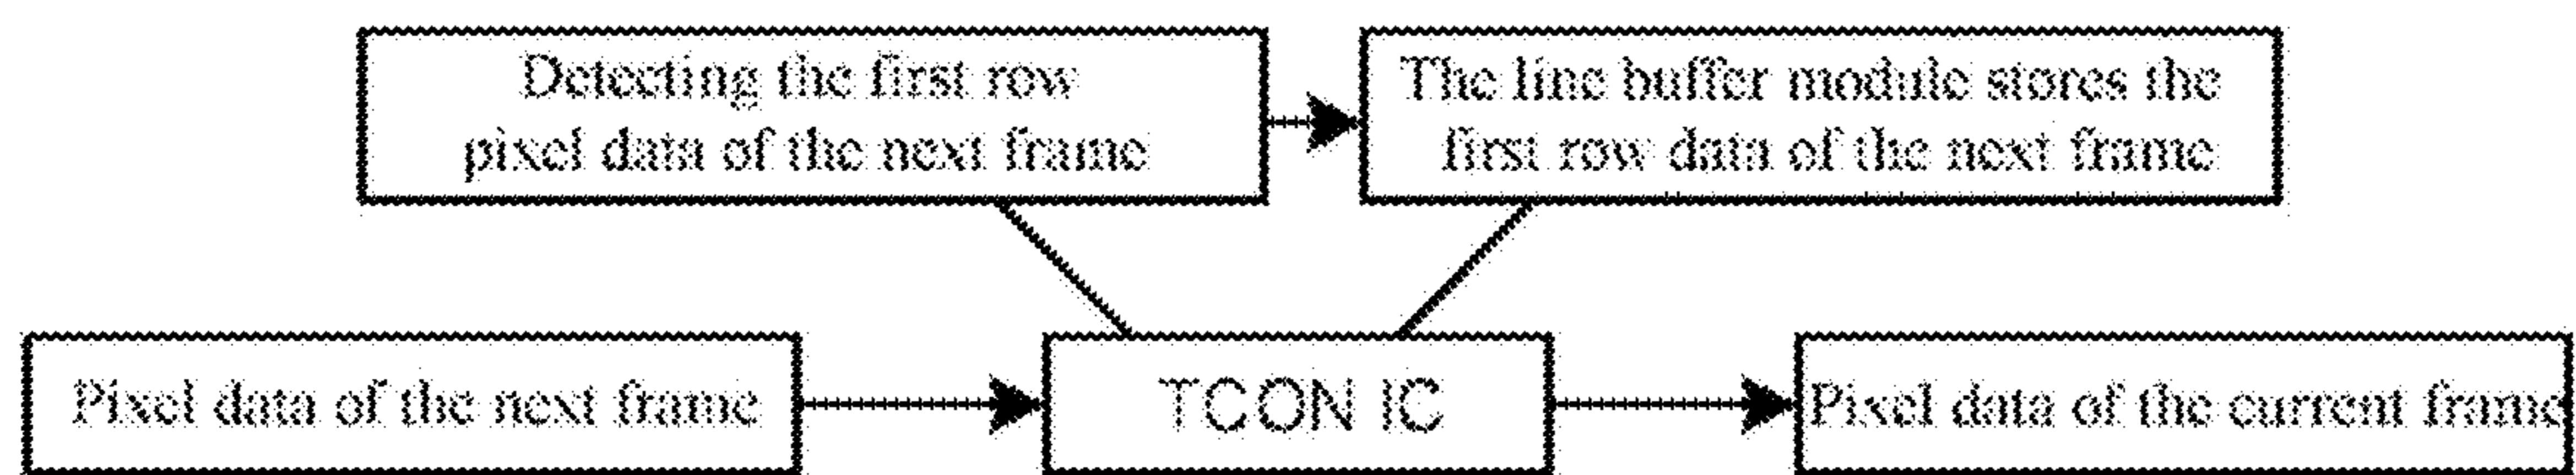 Detecting the first row
pixel data of the next frame
The line buffer module stores the
first row data of the next frame
Pixel data of the next frame
TCON IC
Pixel data of the current frame